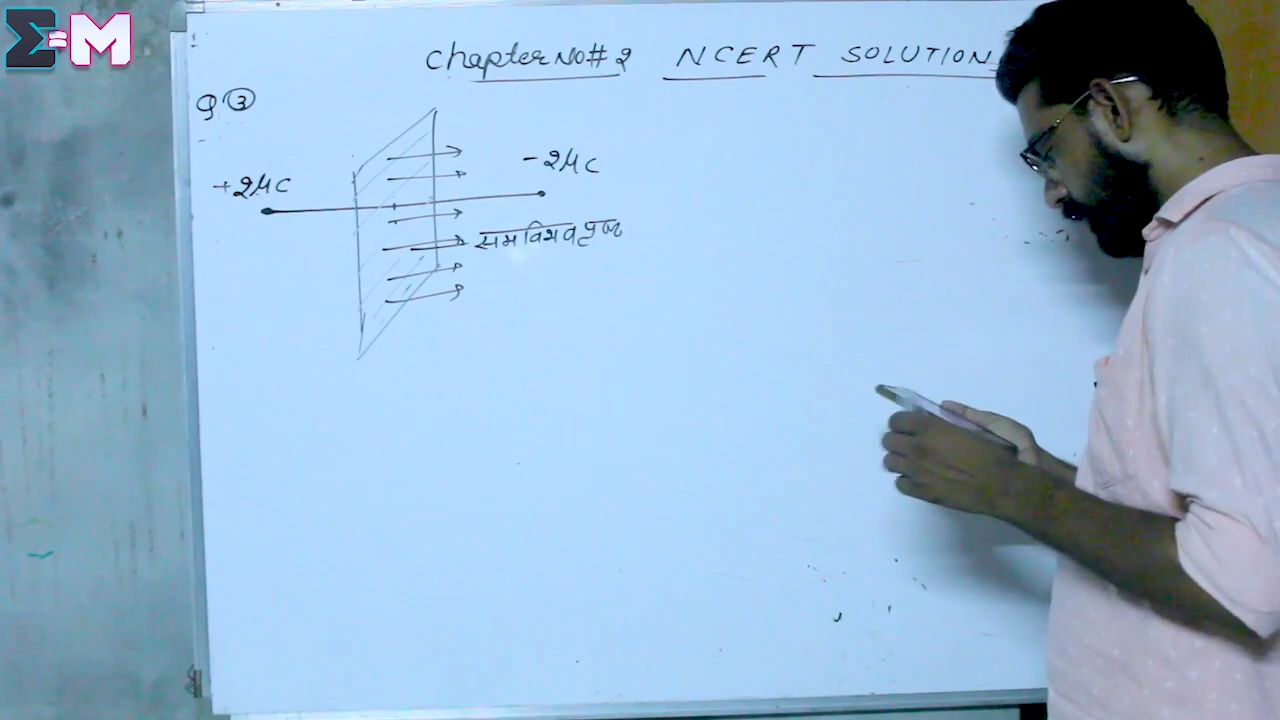 Σ=M
Chapter No # 2 NCERT SOLUTION
Q ③
+2μC
-2μC
समविभव पृष्ठ